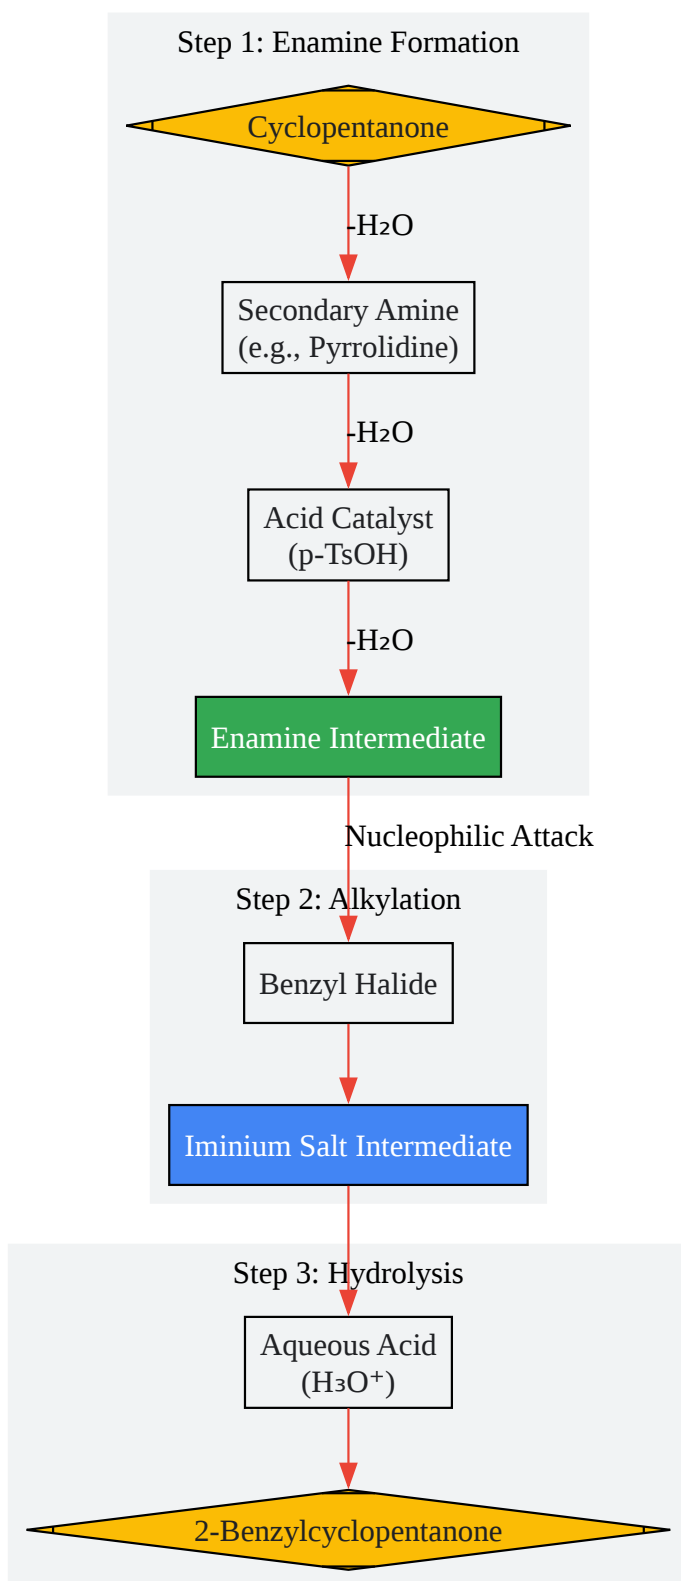 Step 1: Enamine Formation
Cyclopentanone
-H₂O
Secondary Amine
(e.g., Pyrrolidine)
-H₂O
Acid Catalyst
(p-TsOH)
-H₂O
Enamine Intermediate
Nucleophilic Attack
Step 2: Alkylation
Benzyl Halide
Iminium Salt Intermediate
Step 3: Hydrolysis
Aqueous Acid
(H₃O⁺)
2-Benzylcyclopentanone